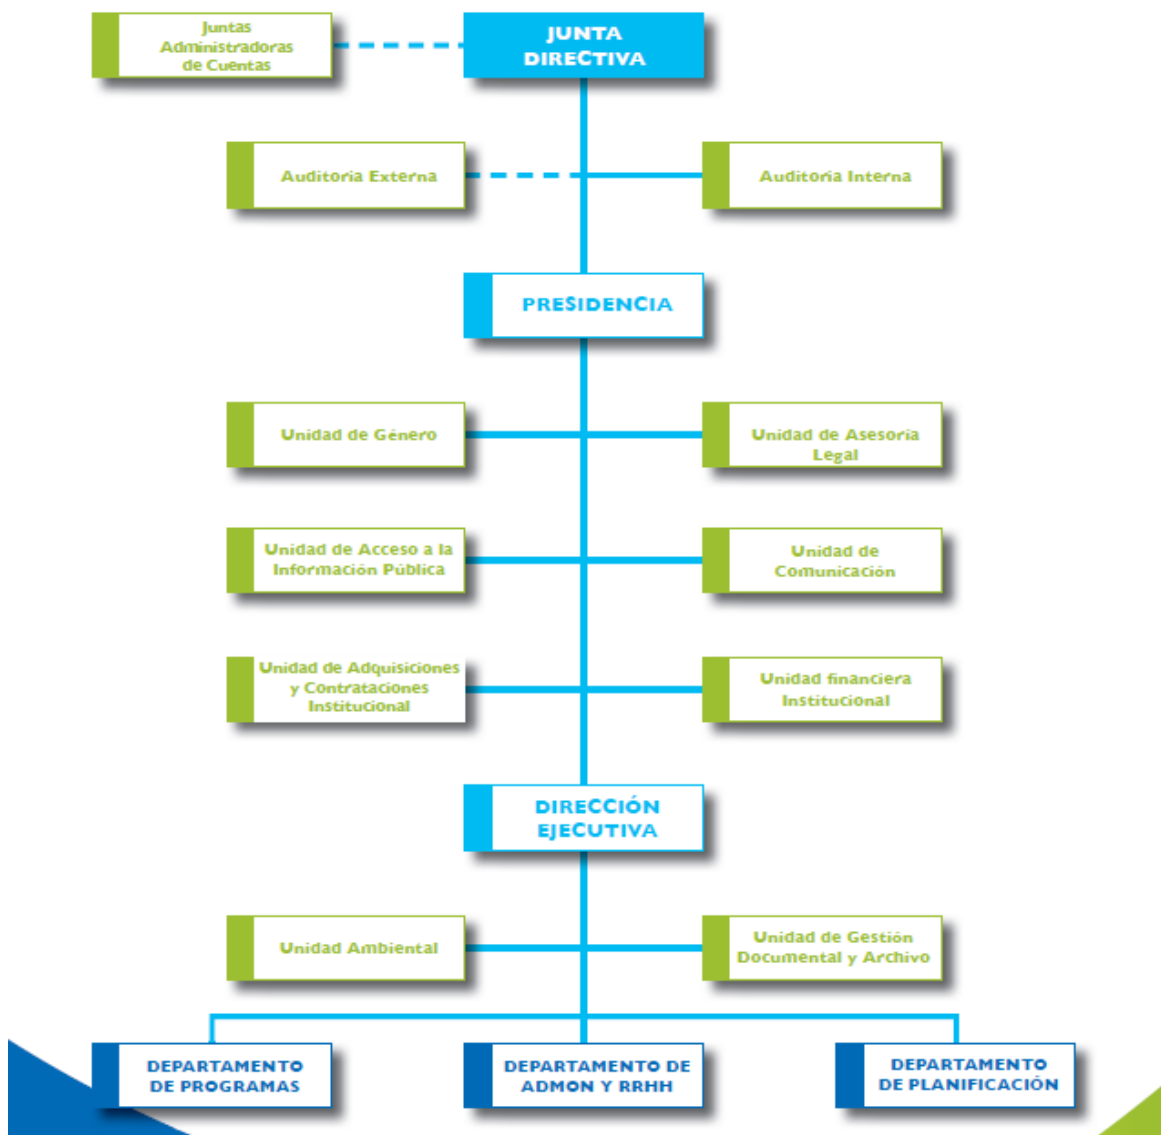 Juntas
Administradoras
de Cuentas
JUNTA
DIRECTIVA
Auditoría Externa
Auditoría Interna
PRESIDENCIA
Unidad de Género
Unidad de Asesoría
Legal
Unidad de Acceso a la
Información Pública
Unidad de
Comunicación
Unidad de Adquisiciones
y Contrataciones
Institucional
Unidad financiera
Institucional
DIRECCIÓN
EJECUTIVA
Unidad Ambiental
Unidad de Gestión
Documental y Archivo
DEPARTAMENTO
DE PROGRAMAS
DEPARTAMENTO DE
ADMON Y RRHH
DEPARTAMENTO
DE PLANIFICACIÓN